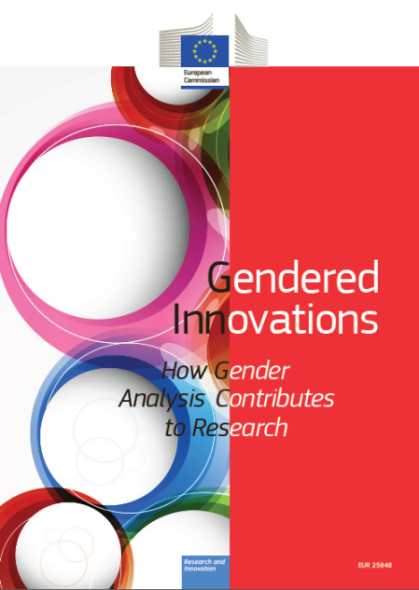 European
Commission
Gendered
Innovations
How Gender
Analysis Contributes
to Research
Research and
Innovation
EUR 25848